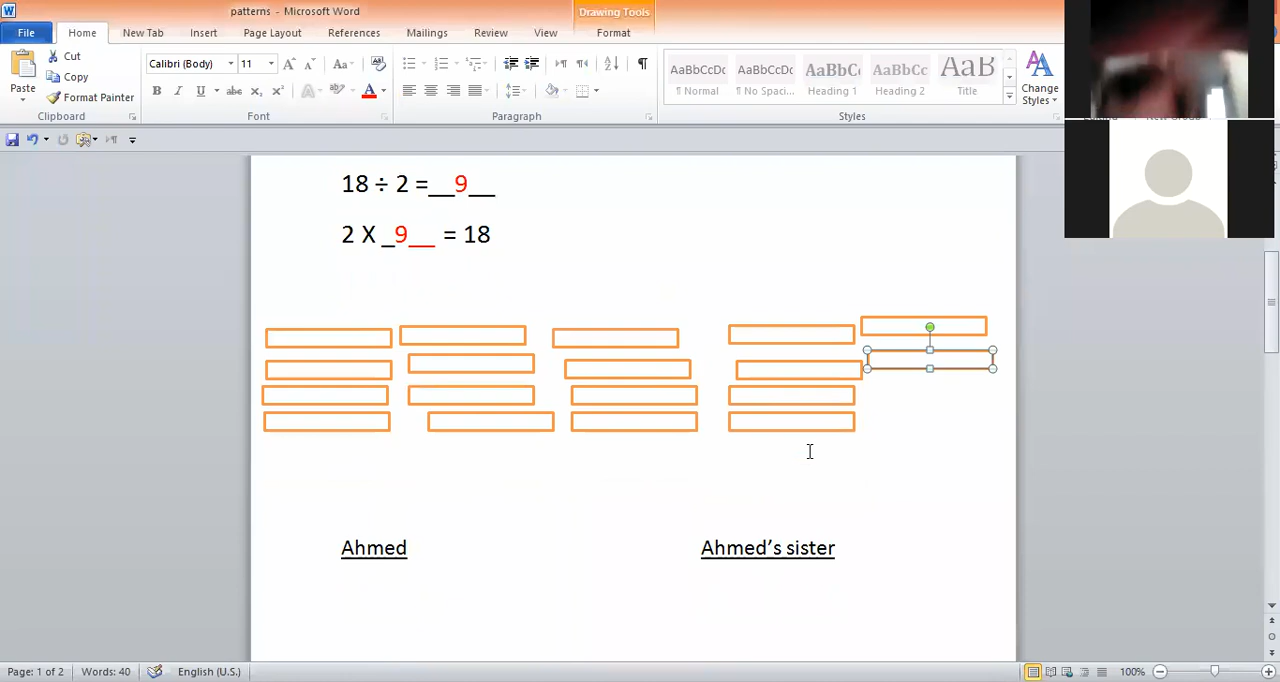 patterns - Microsoft Word
Drawing Tools
File Home New Tab Insert Page Layout References Mailings Review View Format
Cut
Copy
Format Painter
Paste
Calibri (Body) 11
AaBbCcDc AaBbCcDc AaBbC AaBbCc AaB
¶ Normal ¶ No Spaci... Heading 1 Heading 2 Title
Change
Styles
Clipboard Font Paragraph Styles
18 ÷ 2 =__9__
2 X _9__ = 18
Ahmed Ahmed’s sister
Page: 1 of 2 Words: 40 English (U.S.) 100%